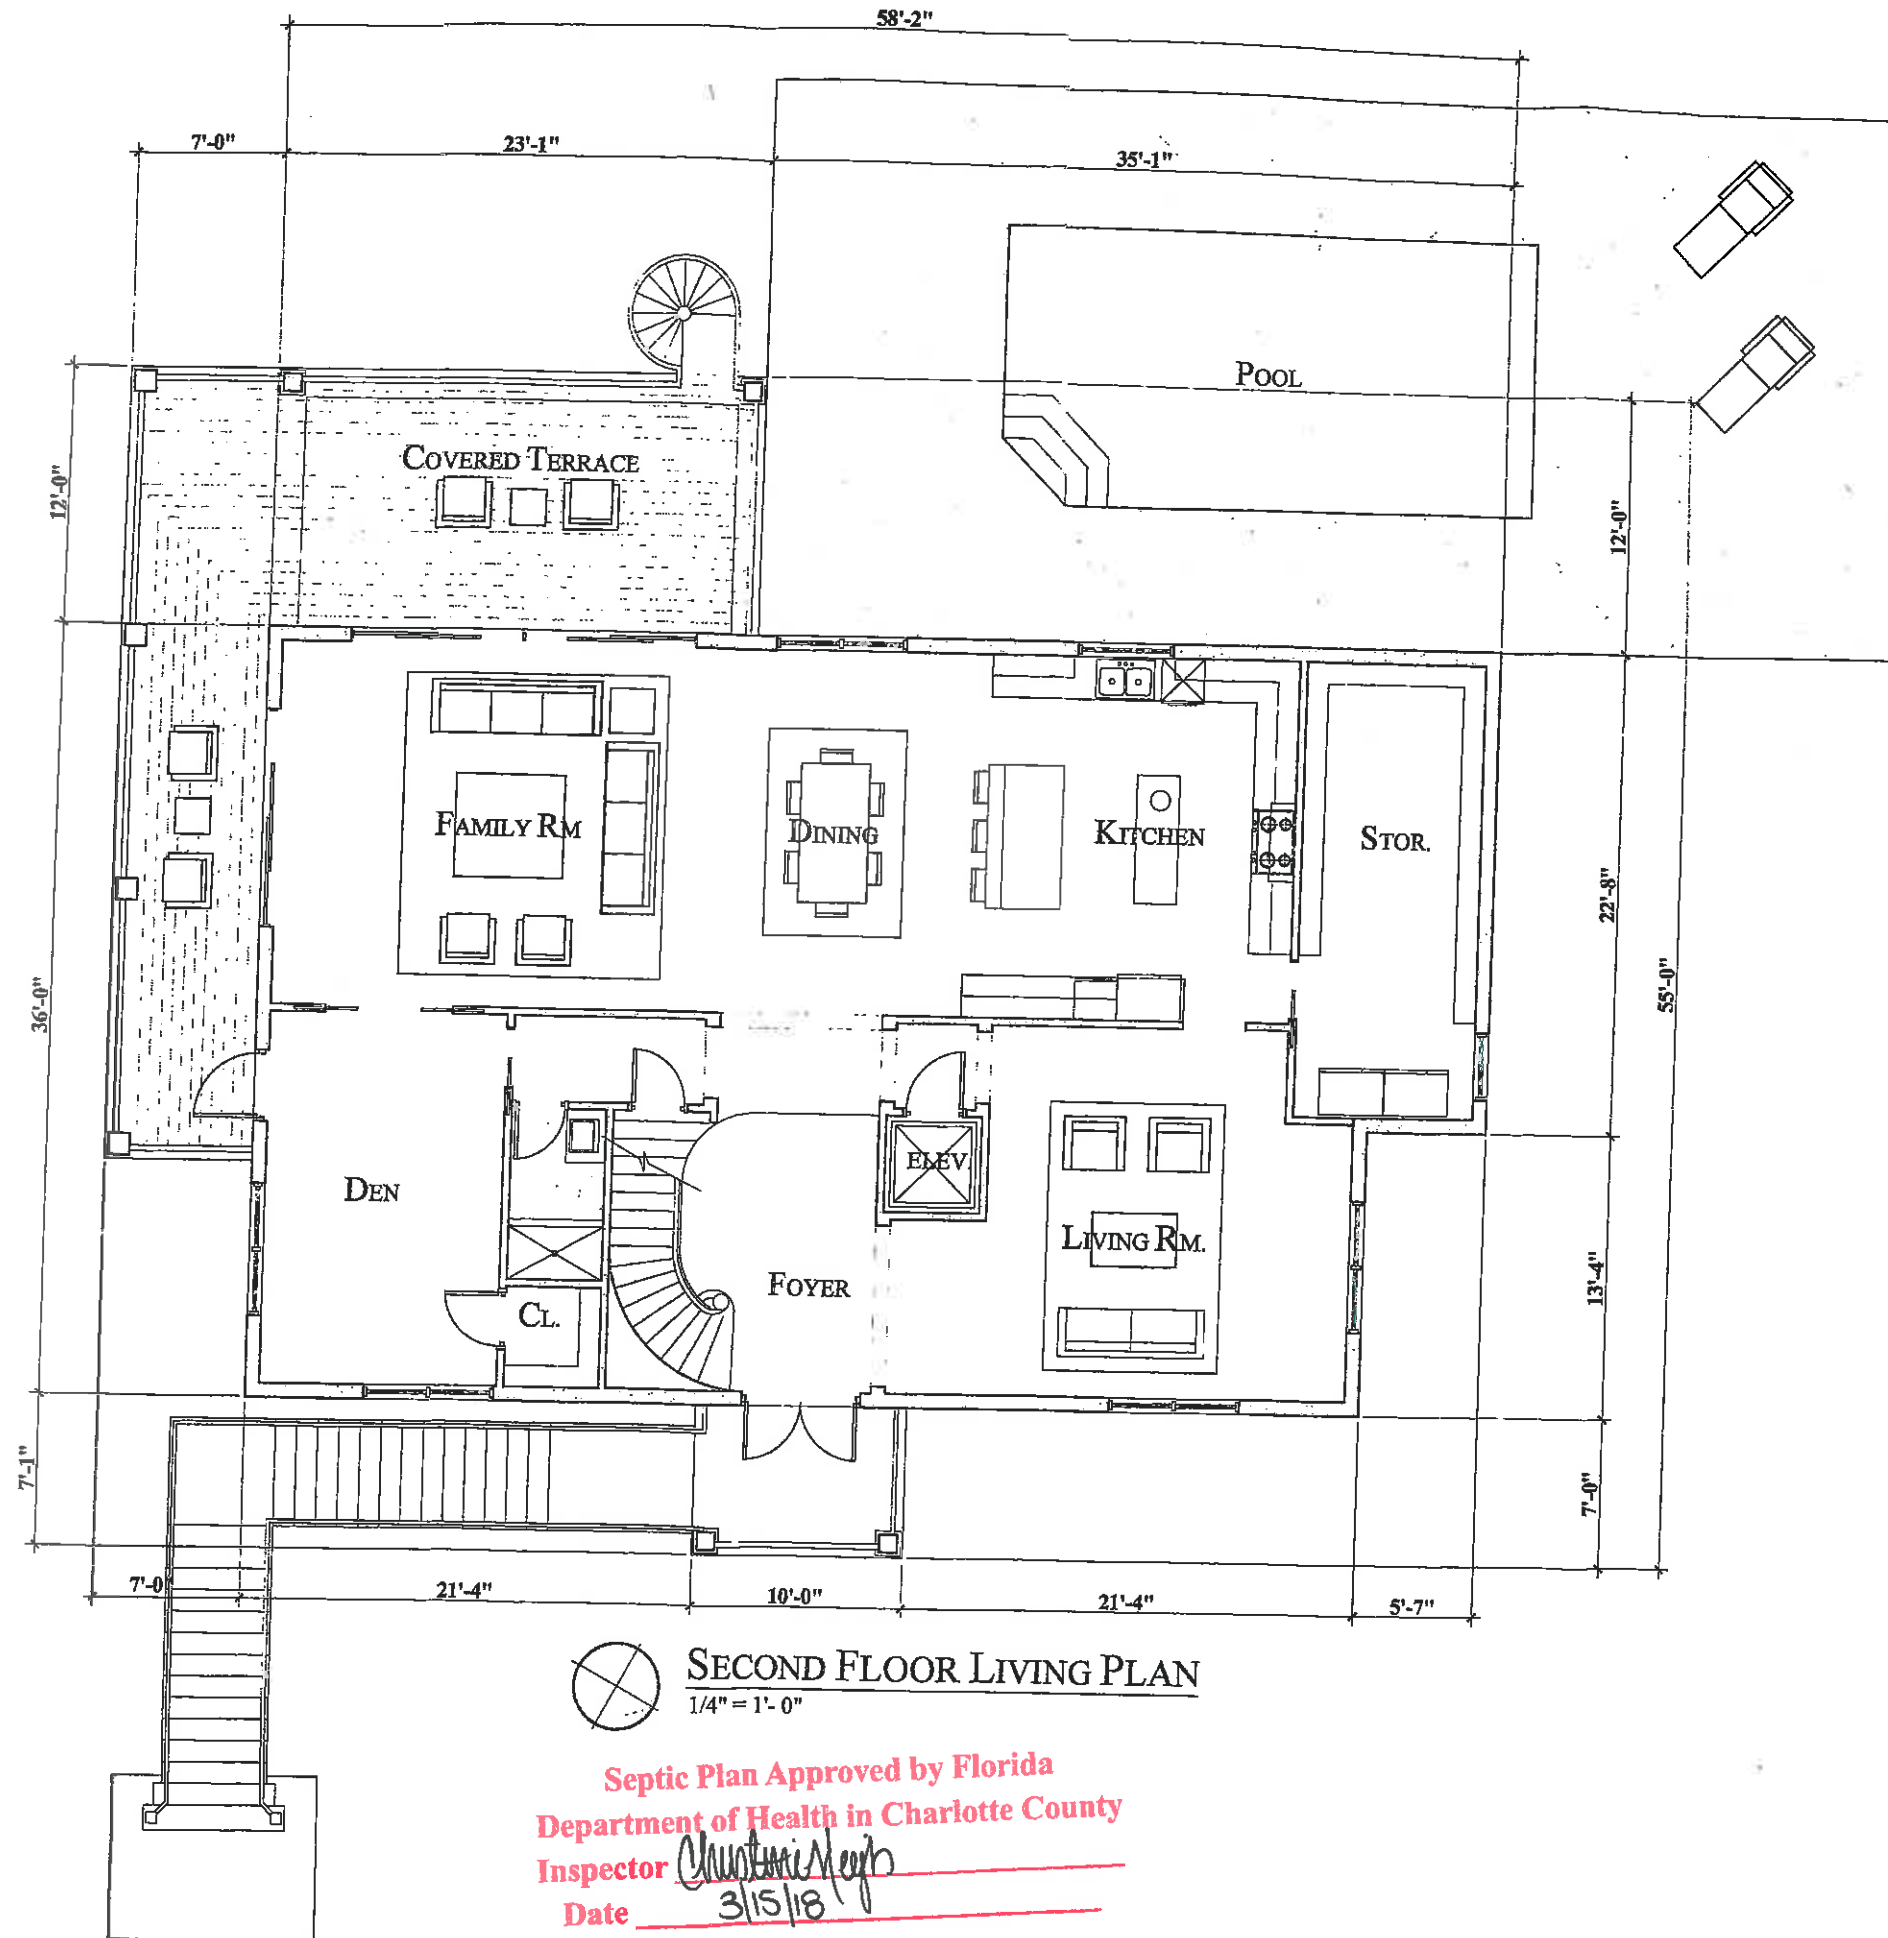 58'-2"
7'-0"
23'-1"
35'-1"
POOL
COVERED TERRACE
12'-0"
12'-0"
FAMILY RM
DINING
KITCHEN
STOR.
22'-8"
36'-0"
55'-0"
ELEV.
DEN
LIVING RM.
FOYER
CL.
13'-4"
7'-1"
7'-0"
7'-0
21'-4"
10'-0"
21'-4"
5'-7"
SECOND FLOOR LIVING PLAN
1/4" = 1'- 0"
Septic Plan Approved by Florida
Department of Health in Charlotte County
Inspector
Date 3/15/18